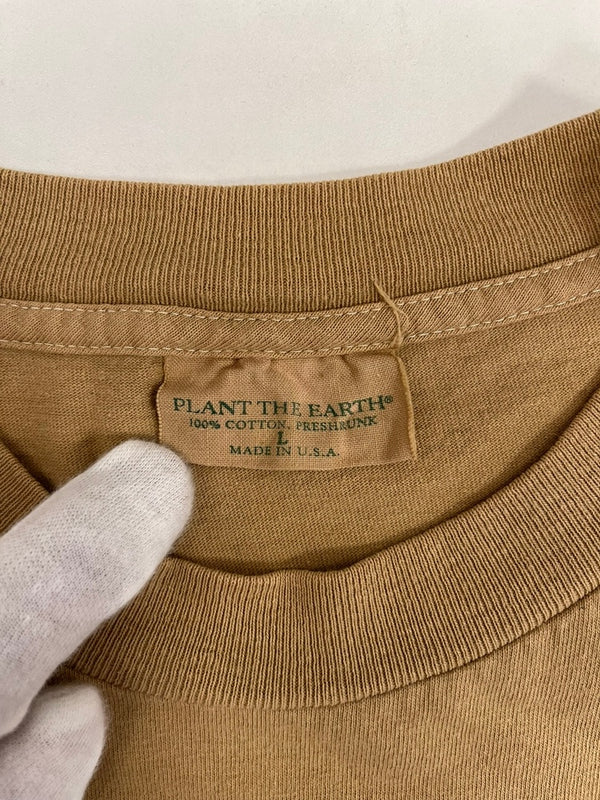 PLANT THE EARTH®
100% COTTON, PRESHRUNK
L
MADE IN U.S.A.